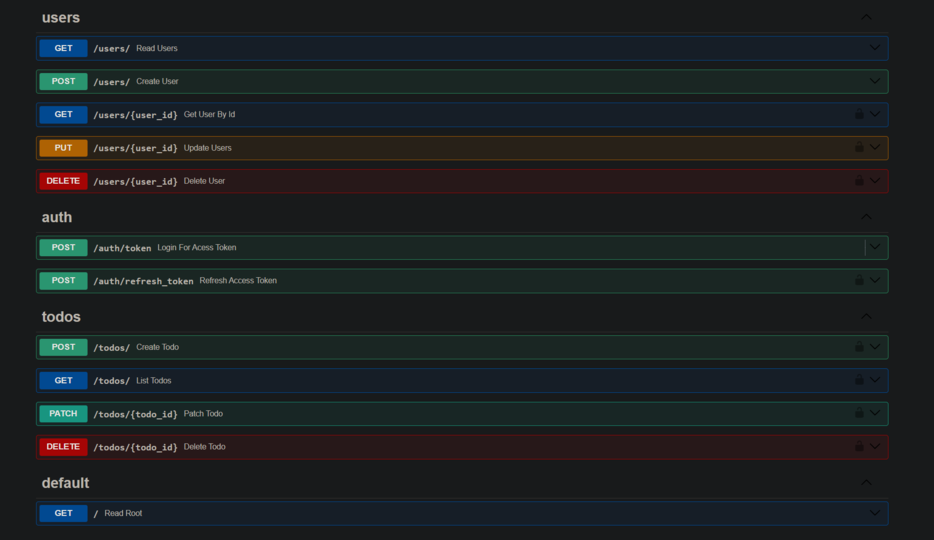 users
GET /users/ Read Users
POST /users/ Create User
GET /users/{user_id} Get User By Id
PUT /users/{user_id} Update Users
DELETE /users/{user_id} Delete User
auth
POST /auth/token Login For Acess Token
POST /auth/refresh_token Refresh Access Token
todos
POST /todos/ Create Todo
GET /todos/ List Todos
PATCH /todos/{todo_id} Patch Todo
DELETE /todos/{todo_id} Delete Todo
default
GET / Read Root